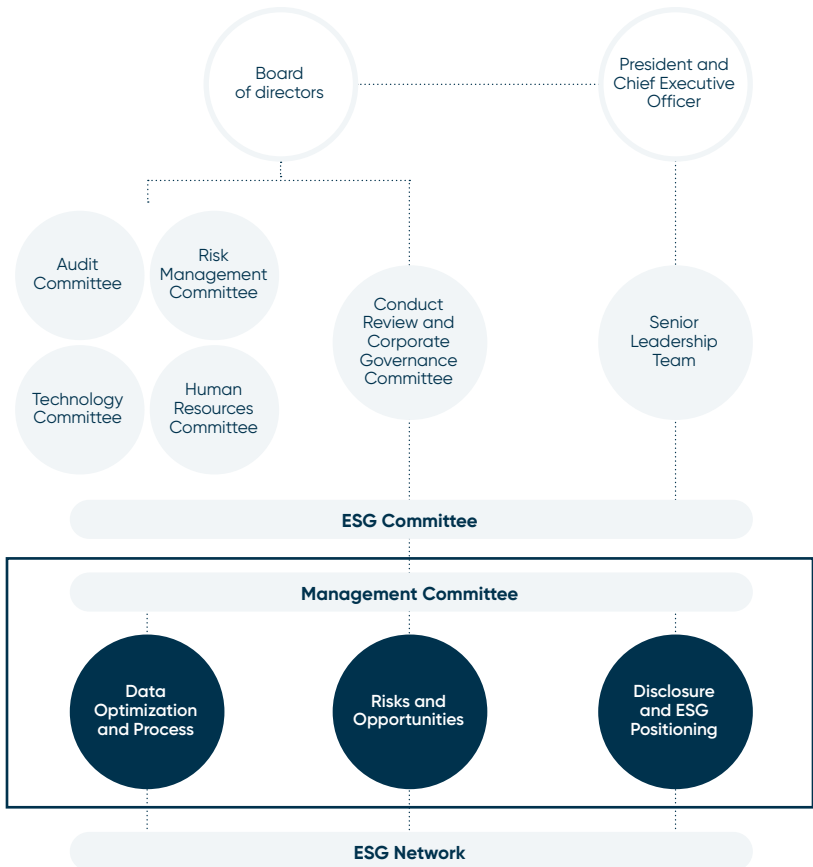 Board
of directors
President and
Chief Executive
Officer
Audit
Committee
Risk
Management
Committee
Technology
Committee
Human
Resources
Committee
Conduct
Review and
Corporate
Governance
Committee
Senior
Leadership
Team
ESG Committee
Management Committee
Data
Optimization
and Process
Risks and
Opportunities
Disclosure
and ESG
Positioning
ESG Network